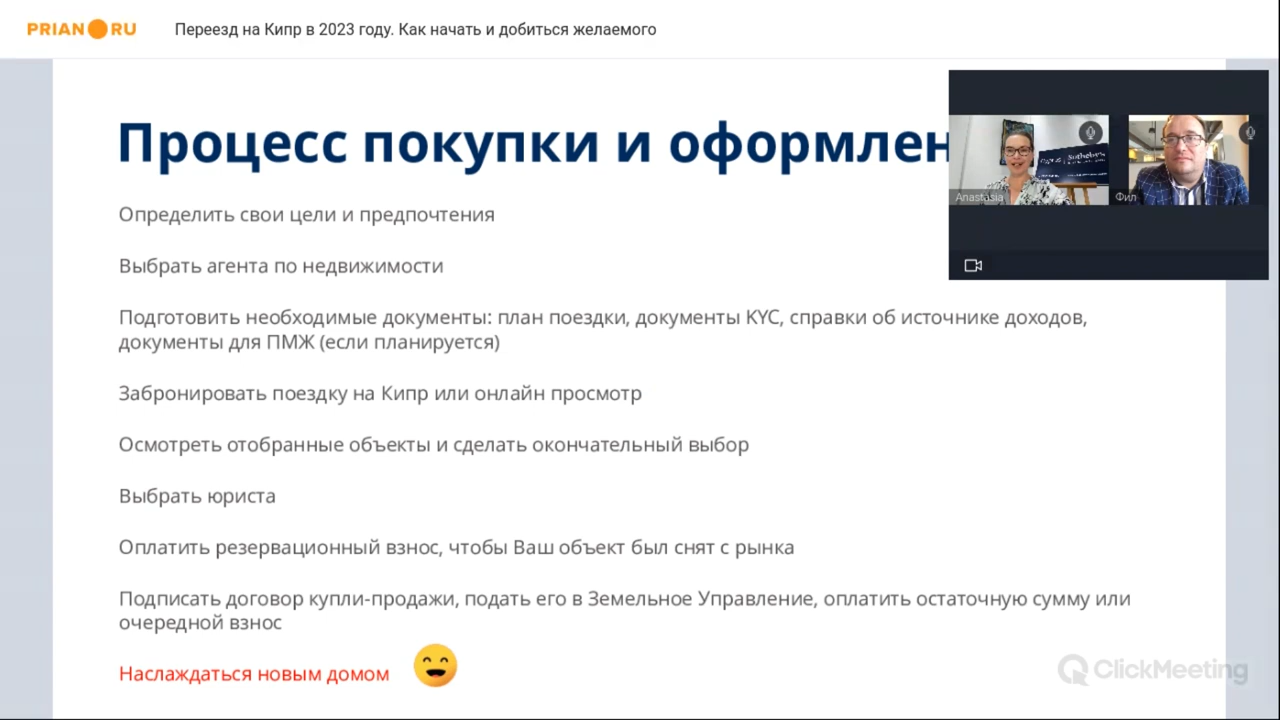 PRIAN RU
Переезд на Кипр в 2023 году. Как начать и добиться желаемого
Процесс покупки и оформлен
Определить свои цели и предпочтения
Выбрать агента по недвижимости
Подготовить необходимые документы: план поездки, документы KYC, справки об источнике доходов,
документы для ПМЖ (если планируется)
Забронировать поездку на Кипр или онлайн просмотр
Осмотреть отобранные объекты и сделать окончательный выбор
Выбрать юриста
Оплатить резервационный взнос, чтобы Ваш объект был снят с рынка
Подписать договор купли-продажи, подать его в Земельное Управление, оплатить остаточную сумму или
очередной взнос
Наслаждаться новым домом
Cyprus Sotheby's
Anastasia
Фил
ClickMeeting